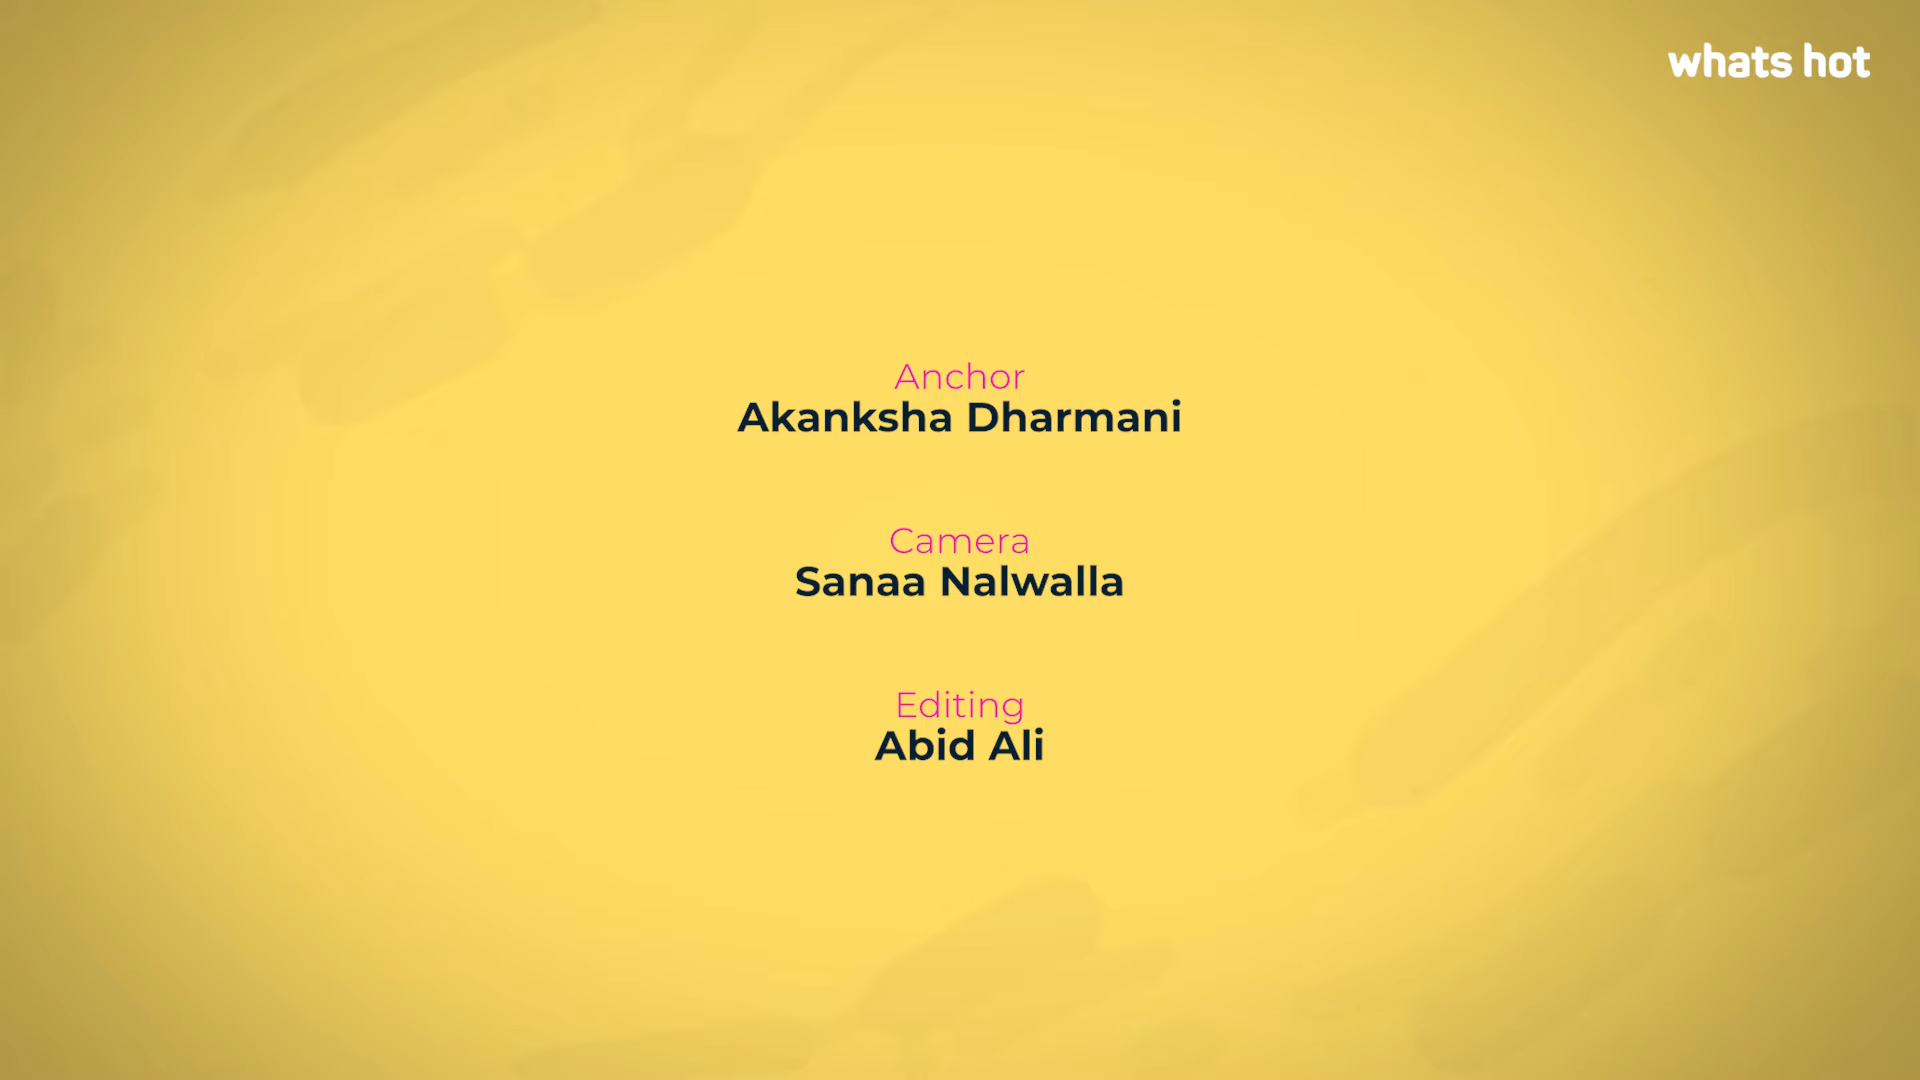 whats hot
Anchor
Akanksha Dharmani
Camera
Sanaa Nalwalla
Editing
Abid Ali